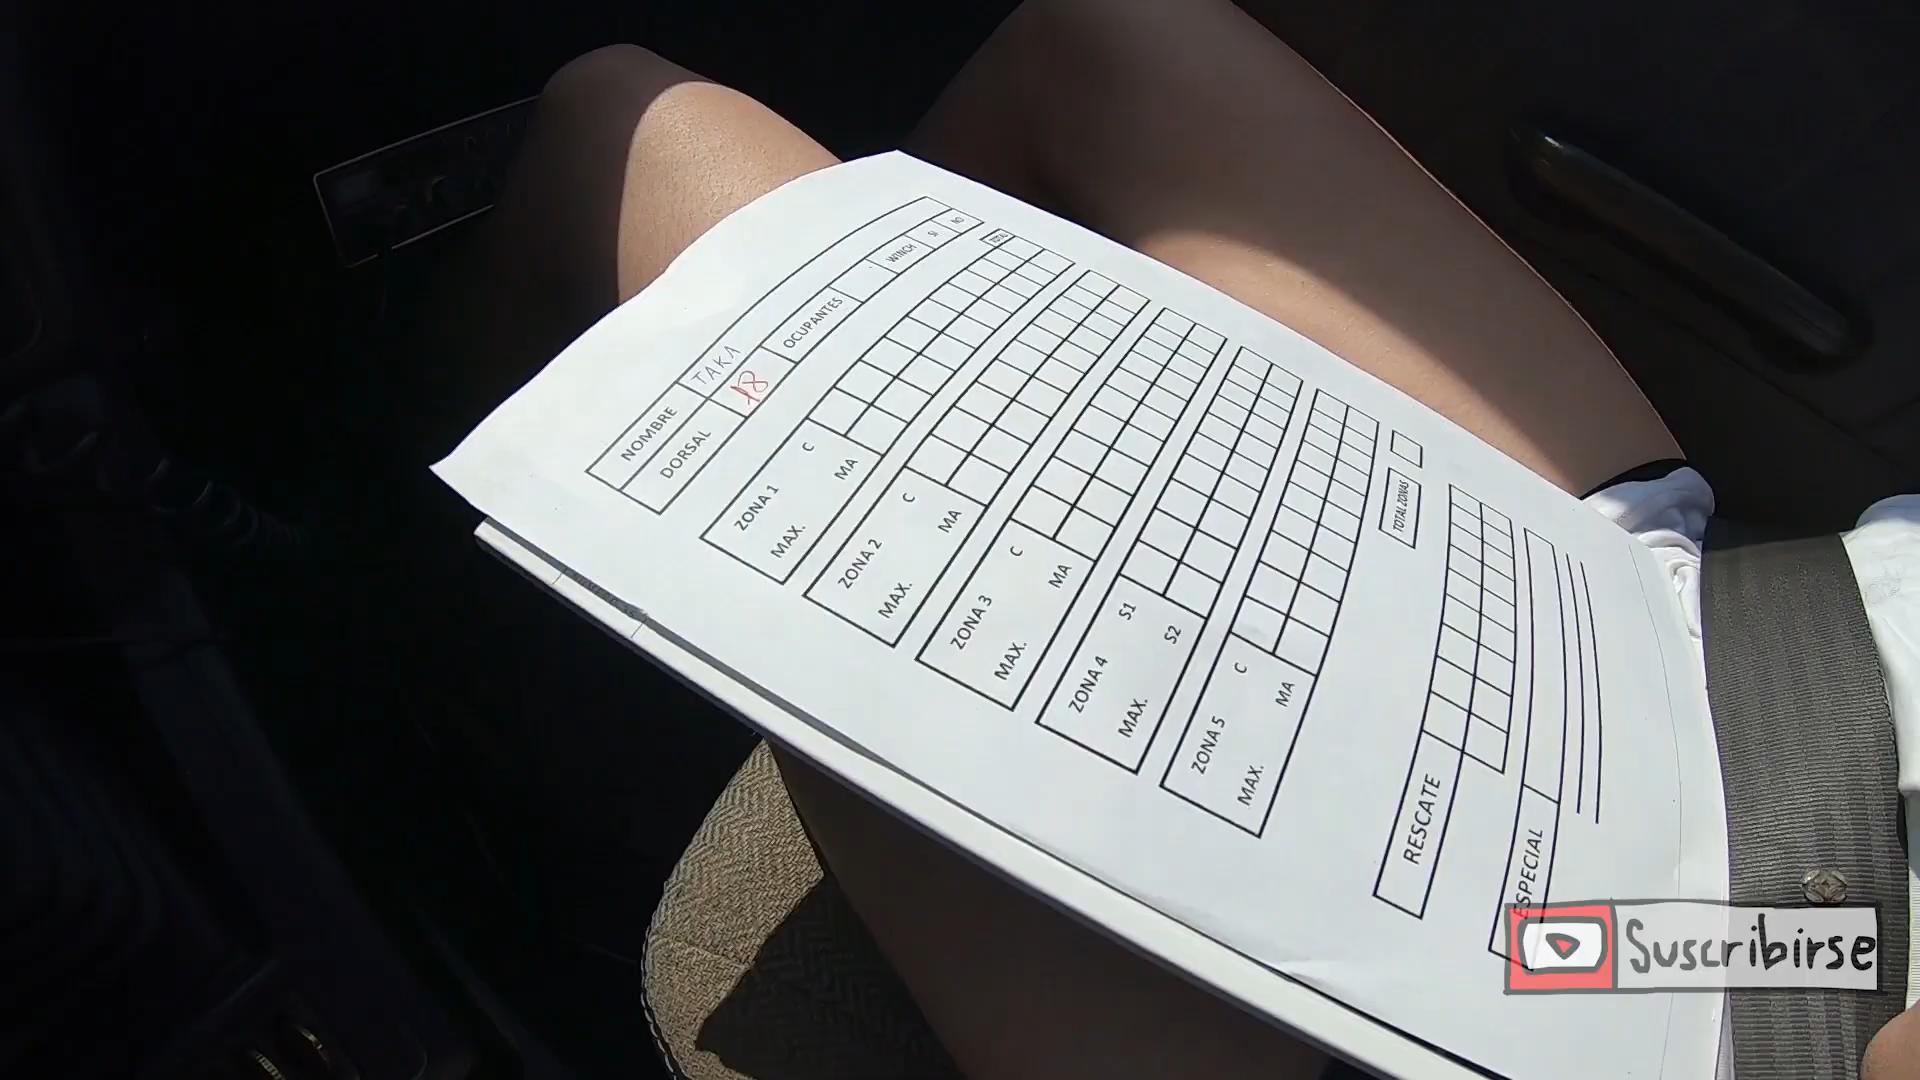 NOMBRE TAKA
DORSAL 18 OCUPANTES WINCH SI NO
TOTAL
ZONA 1 C
MAX. MA
ZONA 2 C
MAX. MA
ZONA 3 C
MAX. MA
ZONA 4 S1
MAX. S2
ZONA 5 C
MAX. MA
TOTAL ZONAS
RESCATE
ESPECIAL
Suscribirse